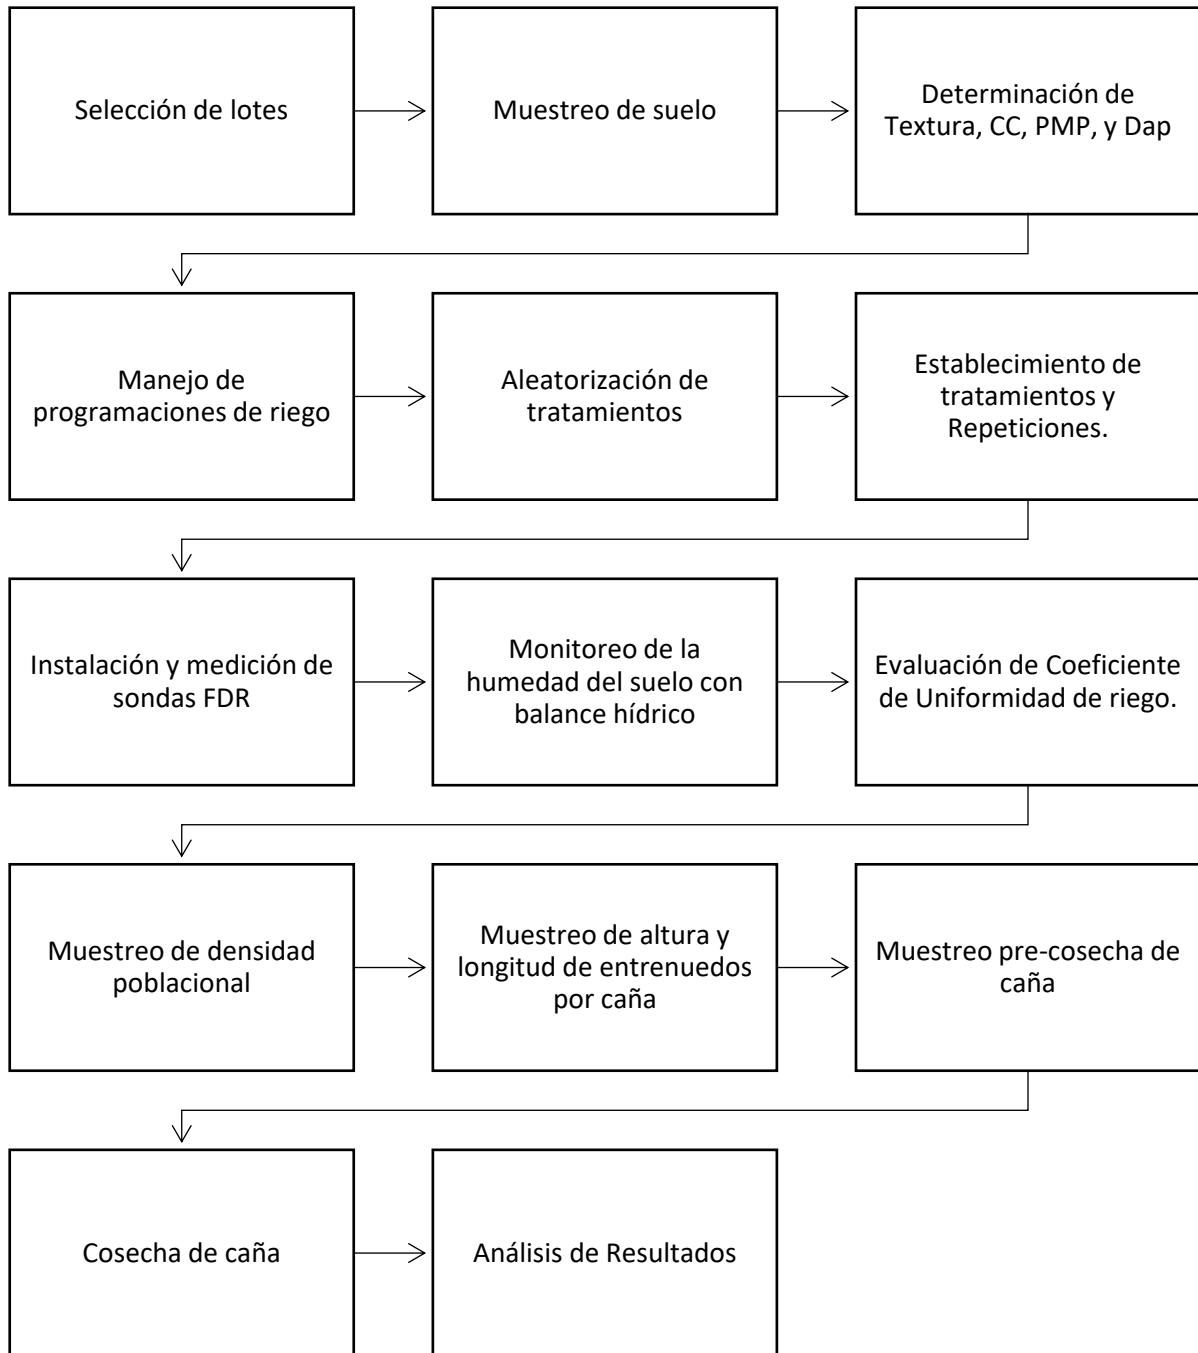 Selección de lotes
Muestreo de suelo
Determinación de
Textura, CC, PMP, y Dap
Manejo de
programaciones de riego
Aleatorización de
tratamientos
Establecimiento de
tratamientos y
Repeticiones.
Instalación y medición de
sondas FDR
Monitoreo de la
humedad del suelo con
balance hídrico
Evaluación de Coeficiente
de Uniformidad de riego.
Muestreo de densidad
poblacional
Muestreo de altura y
longitud de entrenuedos
por caña
Muestreo pre-cosecha de
caña
Cosecha de caña
Análisis de Resultados